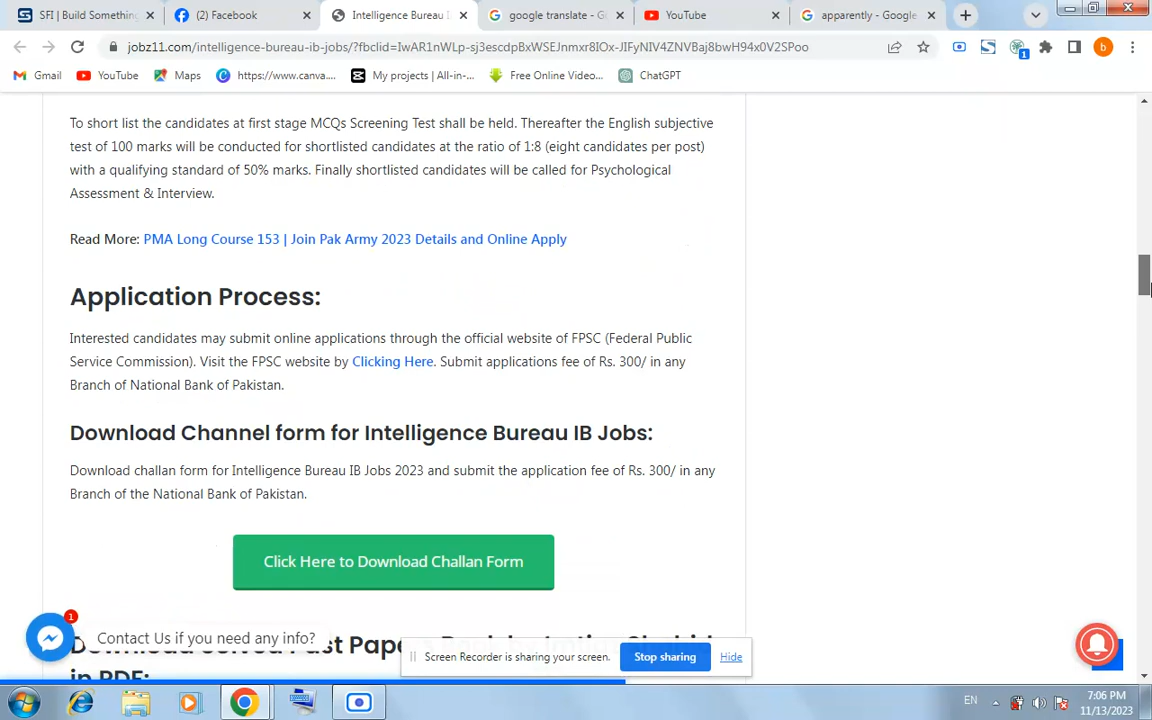 SFI | Build Something
(2) Facebook
Intelligence Bureau I
google translate - G
YouTube
apparently - Google
jobz11.com/intelligence-bureau-ib-jobs/?fbclid=IwAR1nWLp-sj3escdpBxWSEJnmxr8IOx-JIFyNIV4ZNVBaj8bwH94x0V2SPoo
1
b
Gmail
YouTube
Maps
https://www.canva....
My projects | All-in-...
Free Online Video...
ChatGPT
To short list the candidates at first stage MCQs Screening Test shall be held. Thereafter the English subjective
test of 100 marks will be conducted for shortlisted candidates at the ratio of 1:8 (eight candidates per post)
with a qualifying standard of 50% marks. Finally shortlisted candidates will be called for Psychological
Assessment & Interview.
Read More: PMA Long Course 153 | Join Pak Army 2023 Details and Online Apply
Application Process:
Interested candidates may submit online applications through the official website of FPSC (Federal Public
Service Commission). Visit the FPSC website by Clicking Here. Submit applications fee of Rs. 300/ in any
Branch of National Bank of Pakistan.
Download Channel form for Intelligence Bureau IB Jobs:
Download challan form for Intelligence Bureau IB Jobs 2023 and submit the application fee of Rs. 300/ in any
Branch of the National Bank of Pakistan.
Click Here to Download Challan Form
1
Contact Us if you need any info?
st Pape
in PDF:
Screen Recorder is sharing your screen.
Stop sharing
Hide
EN
7:06 PM
11/13/2023